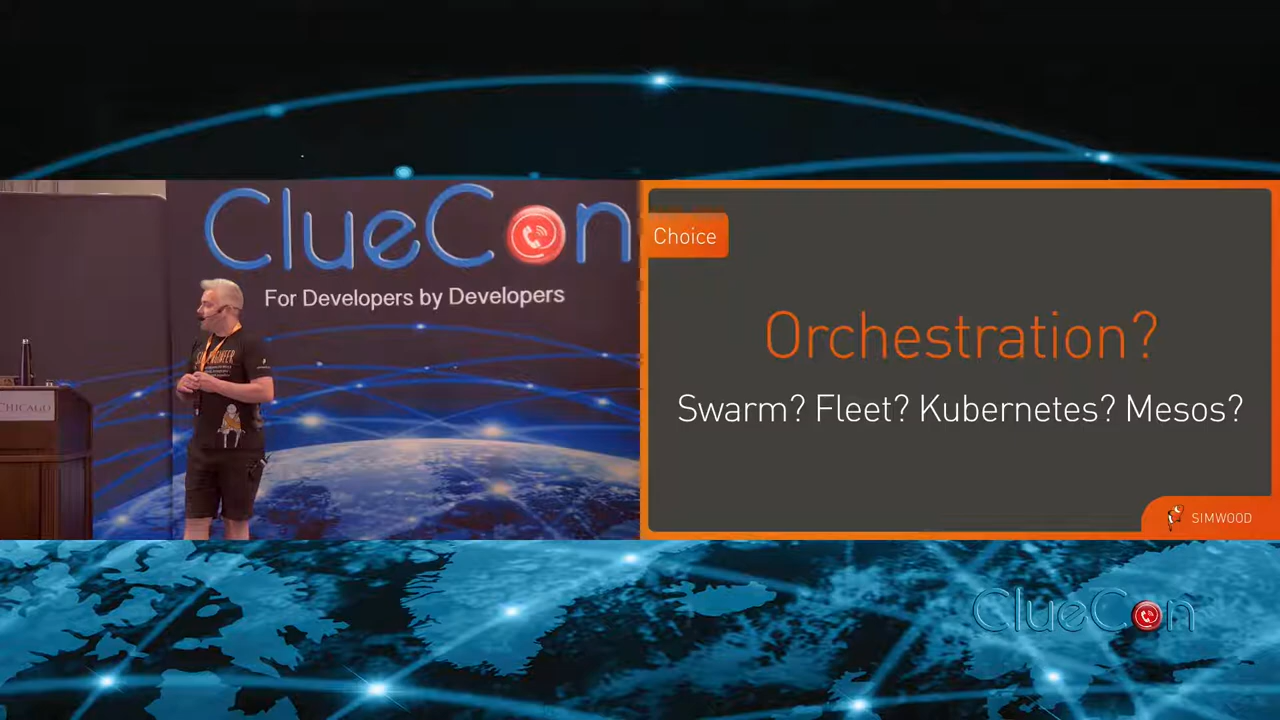 ClueCon
For Developers by Developers
CHICAGO
Choice
Orchestration?
Swarm? Fleet? Kubernetes? Mesos?
SIMWOOD
ClueCon